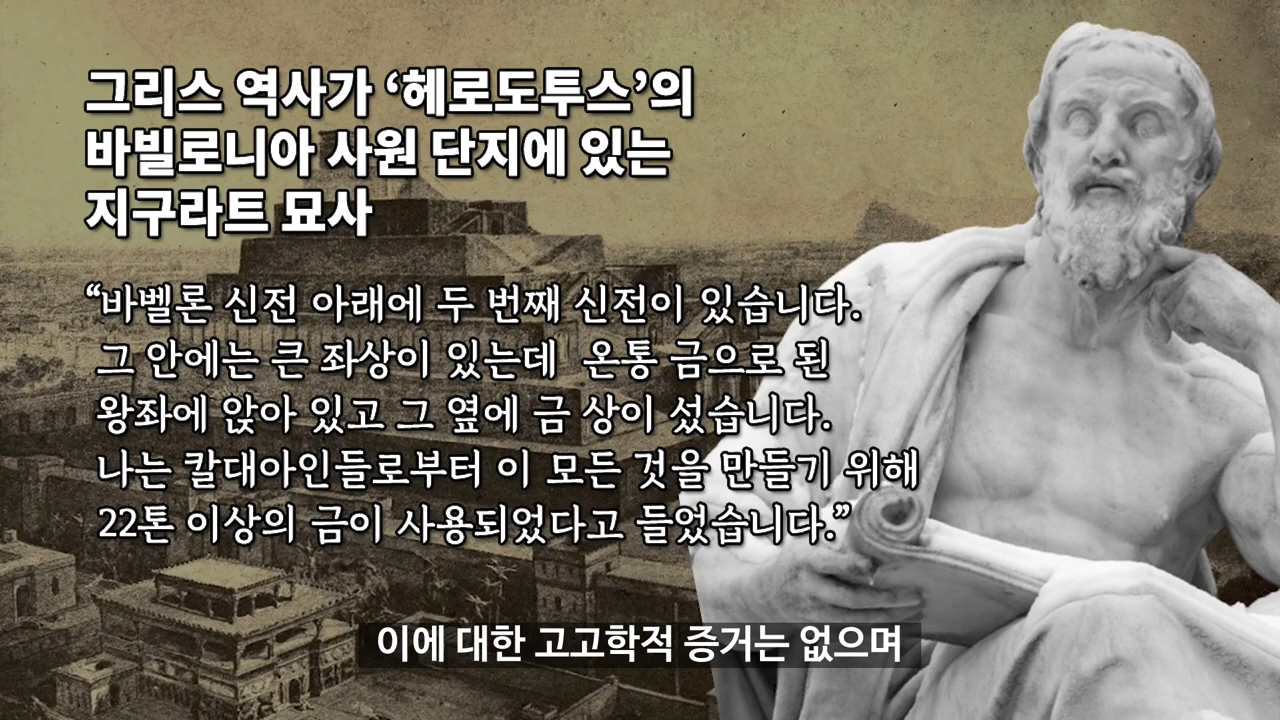 그리스 역사가 ‘헤로도투스’의
바빌로니아 사원 단지에 있는
지구라트 묘사
“바벨론 신전 아래에 두 번째 신전이 있습니다.
그 안에는 큰 좌상이 있는데 온통 금으로 된
왕좌에 앉아 있고 그 옆에 금 상이 섰습니다.
나는 칼대아인들로부터 이 모든 것을 만들기 위해
22톤 이상의 금이 사용되었다고 들었습니다.”
이에 대한 고고학적 증거는 없으며